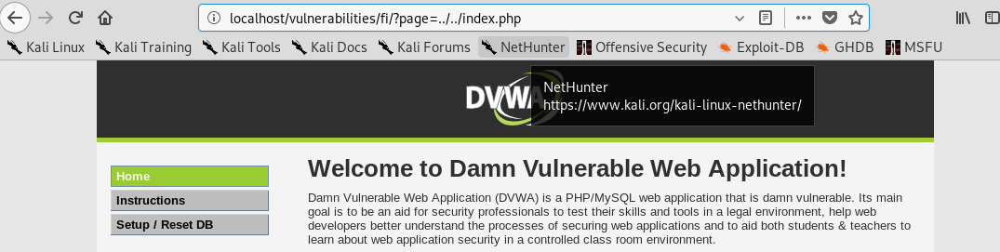 localhost/vulnerabilities/fi/?page=../../index.php
Kali Linux Kali Training Kali Tools Kali Docs Kali Forums NetHunter Offensive Security Exploit-DB GHDB MSFU
DVWA
NetHunter
https://www.kali.org/kali-linux-nethunter/
Home
Instructions
Setup / Reset DB
Welcome to Damn Vulnerable Web Application!
Damn Vulnerable Web Application (DVWA) is a PHP/MySQL web application that is damn vulnerable. Its main
goal is to be an aid for security professionals to test their skills and tools in a legal environment, help web
developers better understand the processes of securing web applications and to aid both students & teachers to
learn about web application security in a controlled class room environment.